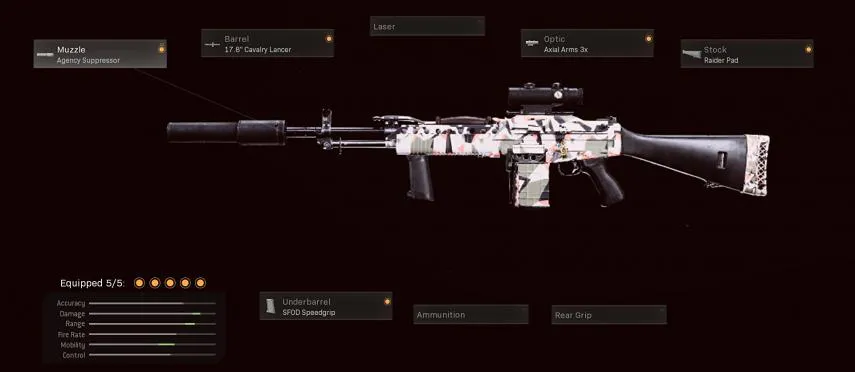 Laser
Muzzle
Agency Suppressor
Barrel
17.8" Cavalry Lancer
Optic
Axial Arms 3x
Stock
Raider Pad
Equipped 5/5:
Accuracy
Damage
Range
Fire Rate
Mobility
Control
Underbarrel
SFOD Speedgrip
Ammunition
Rear Grip